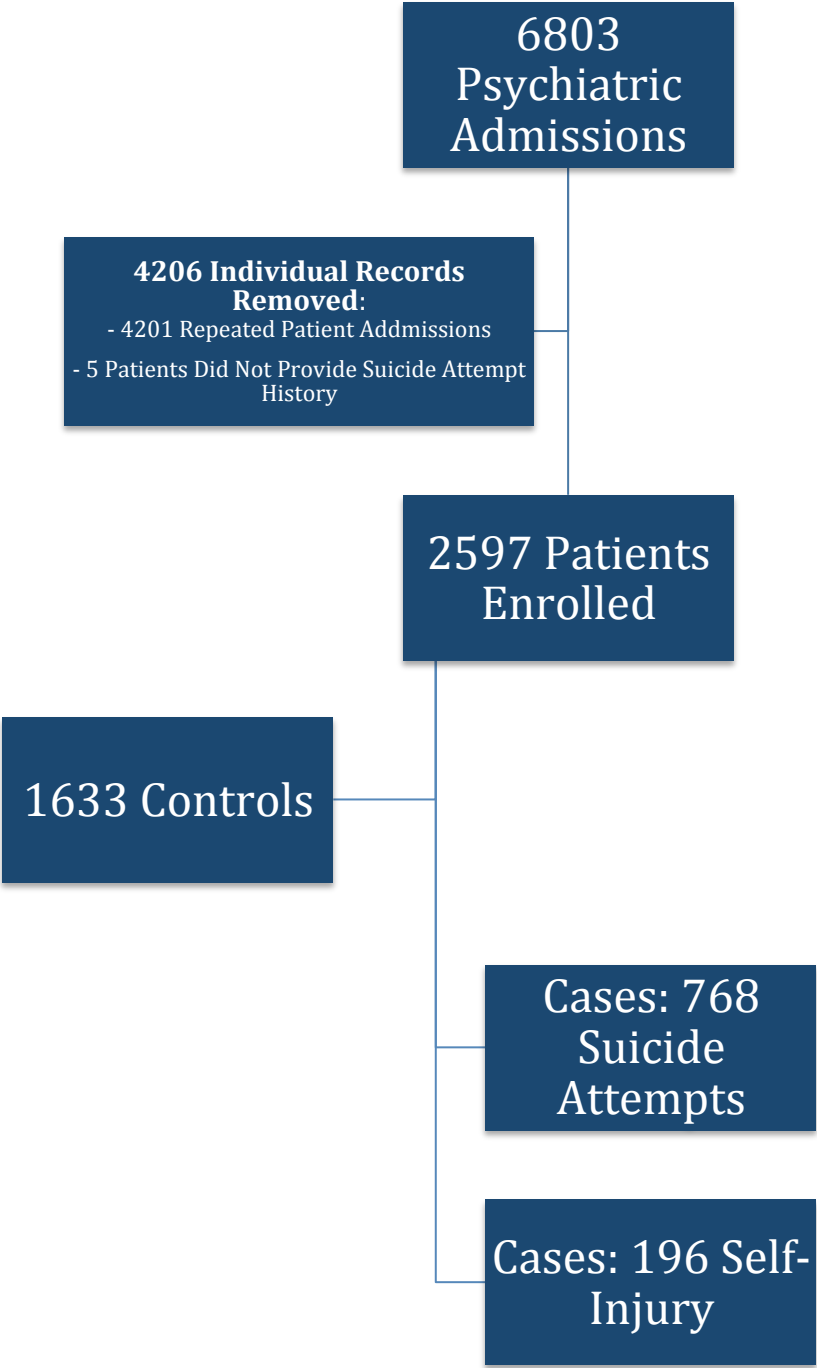 6803
Psychiatric
Admissions
4206 Individual Records
Removed:
- 4201 Repeated Patient Addmissions
- 5 Patients Did Not Provide Suicide Attempt
History
2597 Patients
Enrolled
1633 Controls
Cases: 768
Suicide
Attempts
Cases: 196 Self-
Injury